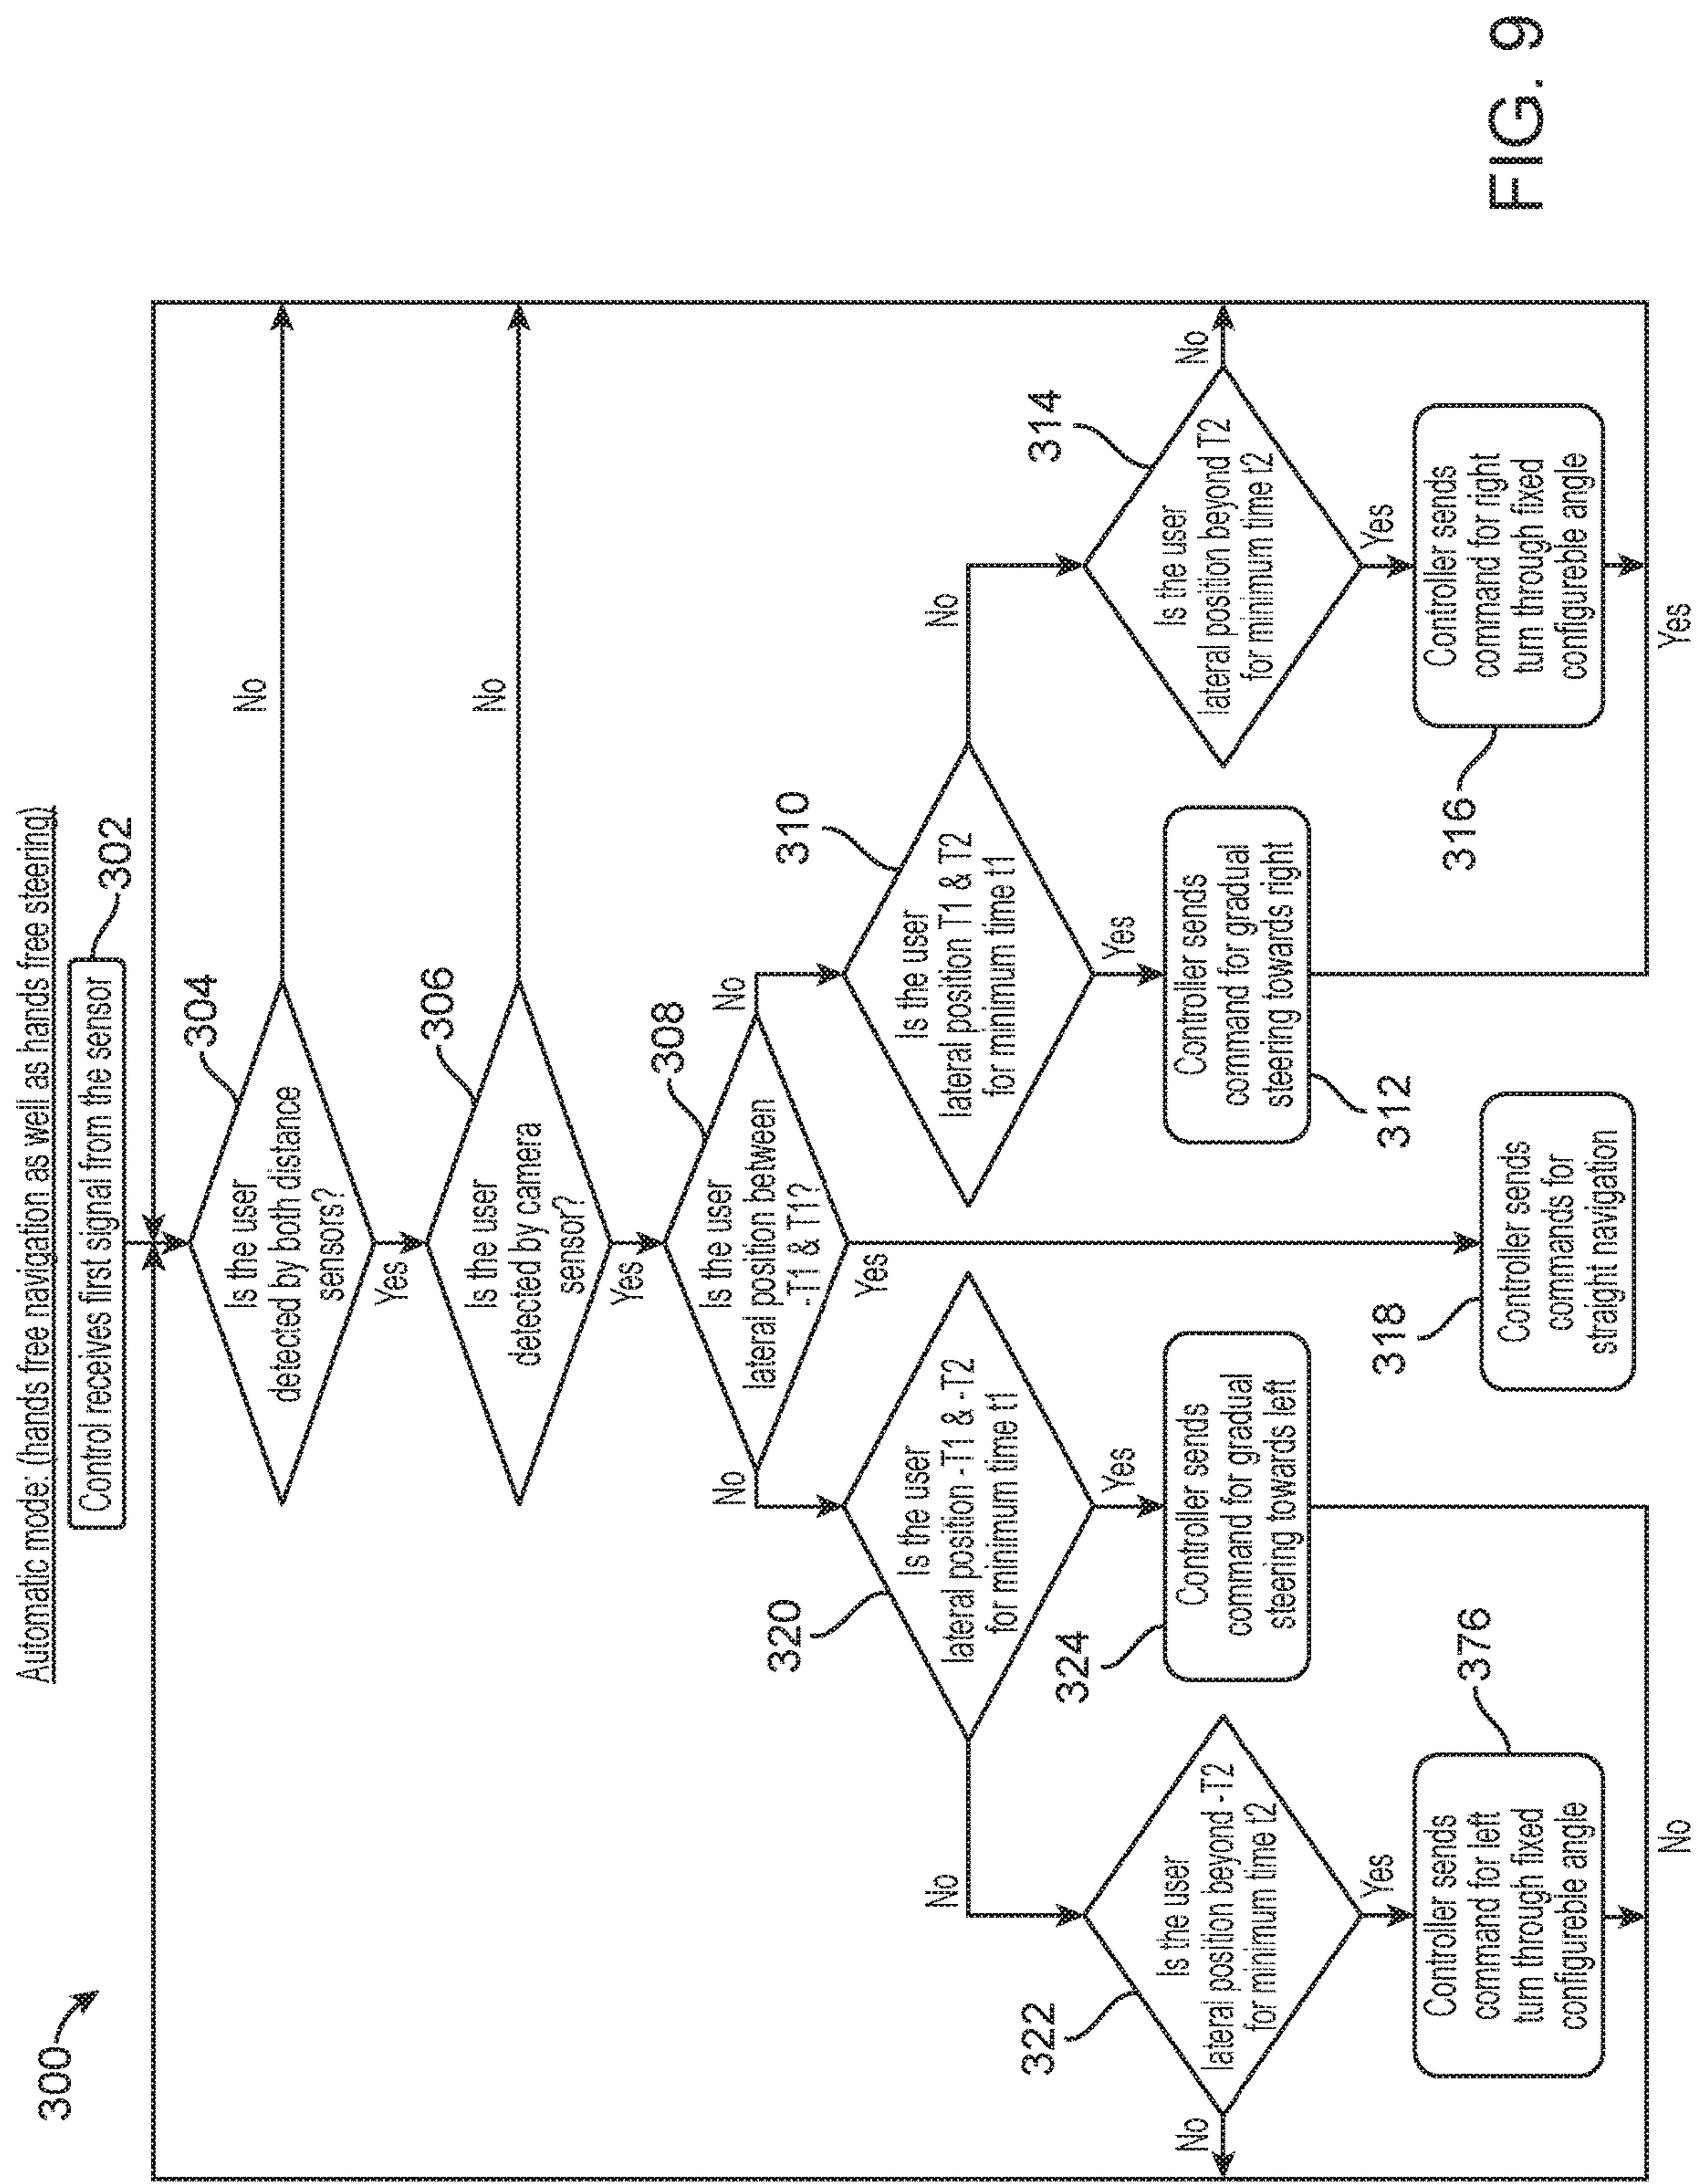 300
Automatic mode: (hands free navigation as well as hands free steering)
Control receives first signal from the sensor
302
304
Is the user
detected by both distance
sensors?
No
Yes
306
Is the user
detected by camera
sensor?
No
Yes
308
Is the user
lateral position between
-T1 & T1?
No
No
Yes
320
Is the user
lateral position -T1 & -T2
for minimum time t1
No
Yes
310
Is the user
lateral position T1 & T2
for minimum time t1
No
Yes
322
Is the user
lateral position beyond -T2
for minimum time t2
No
Yes
324
Controller sends
command for gradual
steering towards left
312
Controller sends
command for gradual
steering towards right
314
Is the user
lateral position beyond T2
for minimum time t2
No
Yes
376
Controller sends
command for left
turn through fixed
configureble angle
318
Controller sends
commands for
straight navigation
316
Controller sends
command for right
turn through fixed
configureble angle
No
Yes
FIG. 9